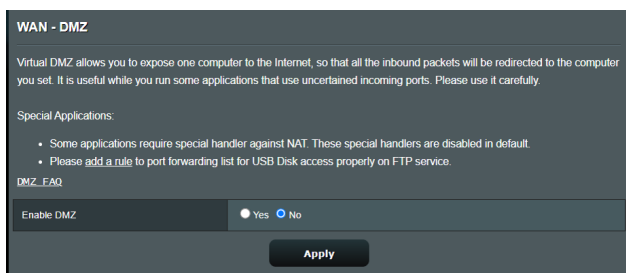 WAN - DMZ
Virtual DMZ allows you to expose one computer to the Internet, so that all the inbound packets will be redirected to the computer
you set. It is useful while you run some applications that use uncertained incoming ports. Please use it carefully.
Special Applications:
• Some applications require special handler against NAT. These special handlers are disabled in default.
• Please add a rule to port forwarding list for USB Disk access properly on FTP service.
DMZ FAQ
Enable DMZ Yes No
Apply